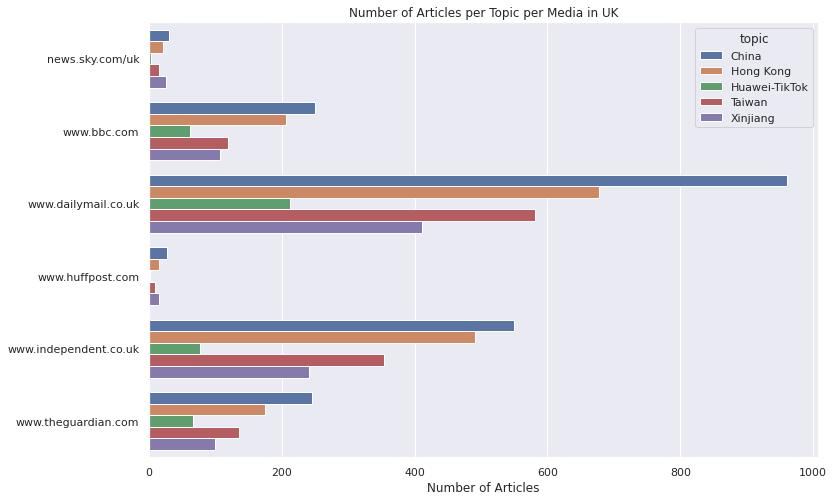 Number of Articles per Topic per Media in UK
topic
China
Hong Kong
Huawei-TikTok
Taiwan
Xinjiang
news.sky.com/uk
www.bbc.com
www.dailymail.co.uk
www.huffpost.com
www.independent.co.uk
www.theguardian.com
0 200 400 600 800 1000
Number of Articles